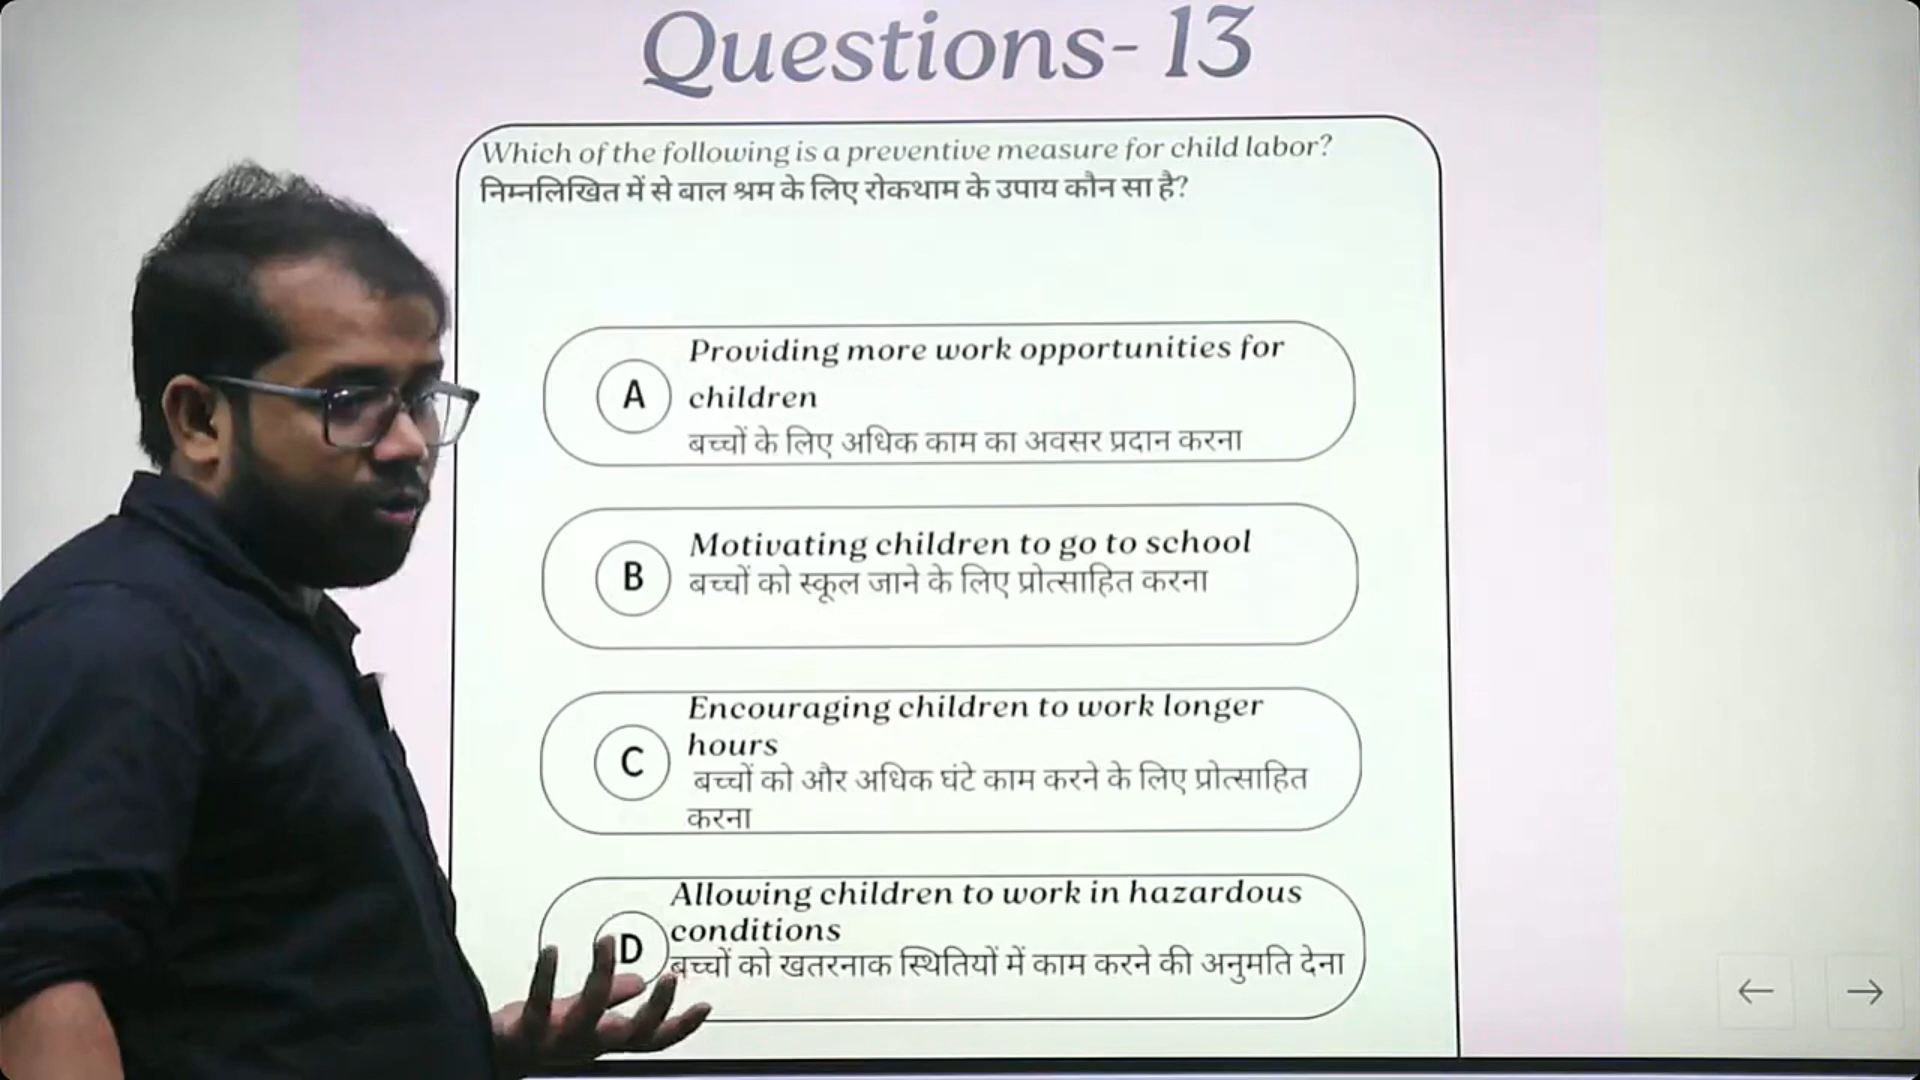 Questions- 13
Which of the following is a preventive measure for child labor?
निम्नलिखित में से बाल श्रम के लिए रोकथाम के उपाय कौन सा है?
A
Providing more work opportunities for
children
बच्चों के लिए अधिक काम का अवसर प्रदान करना
B
Motivating children to go to school
बच्चों को स्कूल जाने के लिए प्रोत्साहित करना
C
Encouraging children to work longer
hours
बच्चों को और अधिक घंटे काम करने के लिए प्रोत्साहित
करना
D
Allowing children to work in hazardous
conditions
बच्चों को खतरनाक स्थितियों में काम करने की अनुमति देना